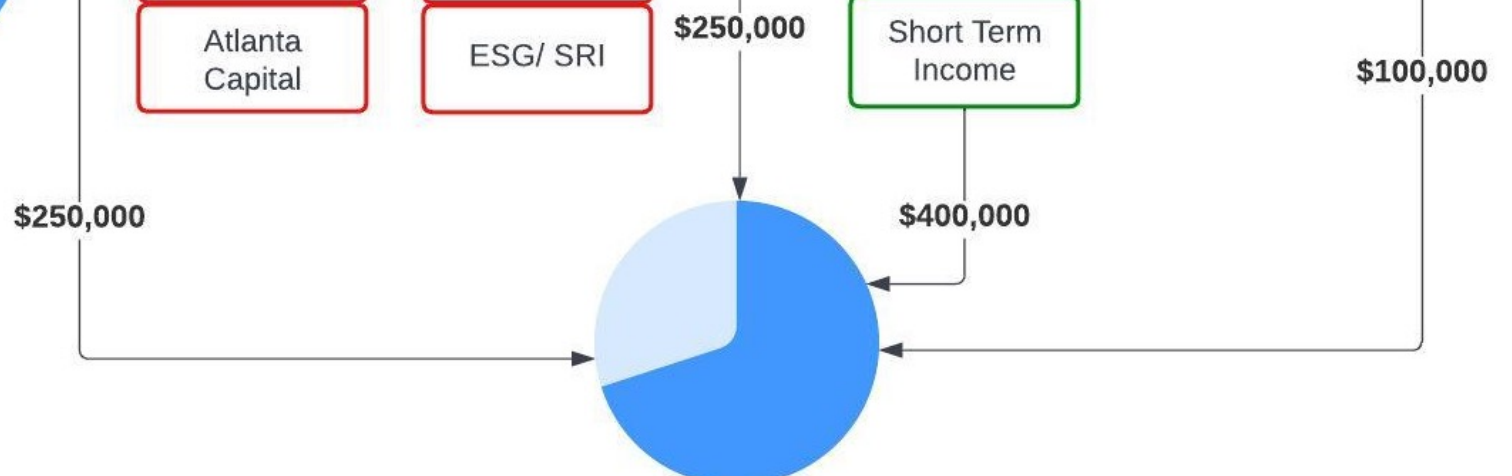 $250,000
Short Term
Income
Atlanta
Capital
ESG/ SRI
$100,000
$250,000
$400,000